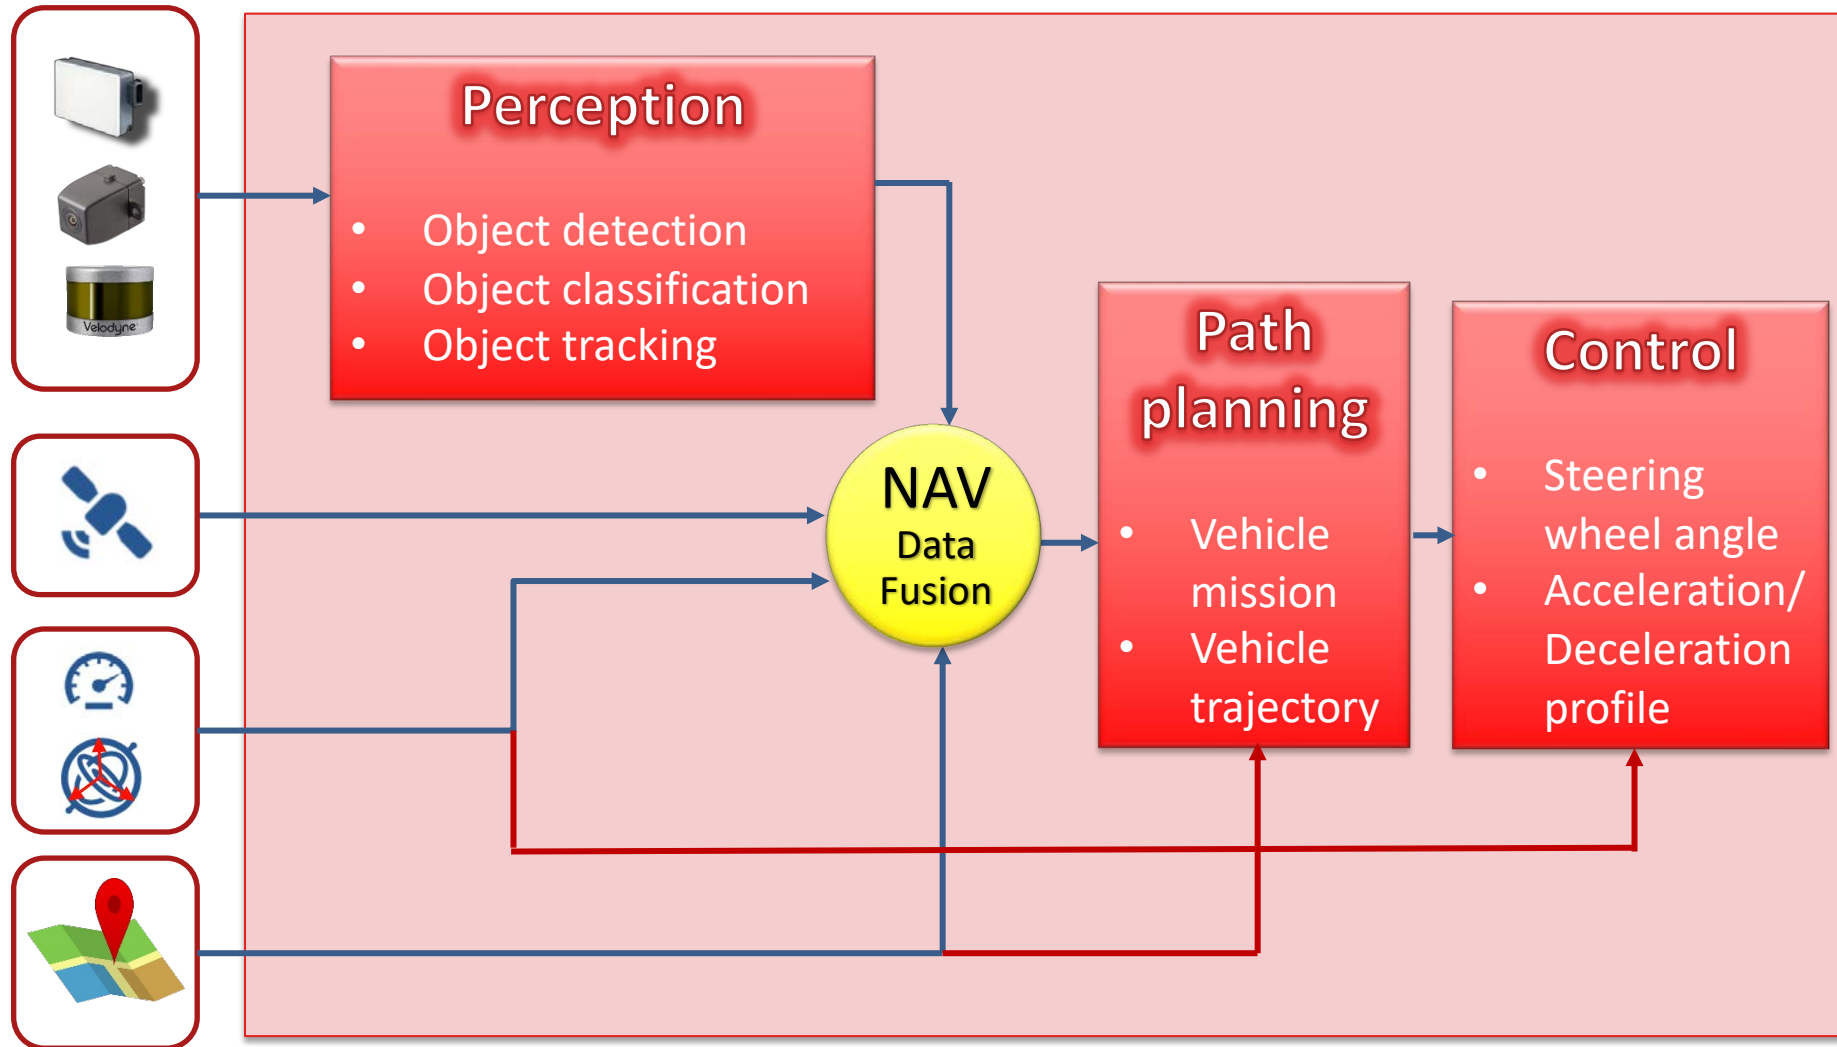 Perception
• Object detection
• Object classification
• Object tracking
Velodyne
NAV
Data
Fusion
Path
planning
• Vehicle
mission
• Vehicle
trajectory
Control
• Steering
wheel angle
• Acceleration/
Deceleration
profile